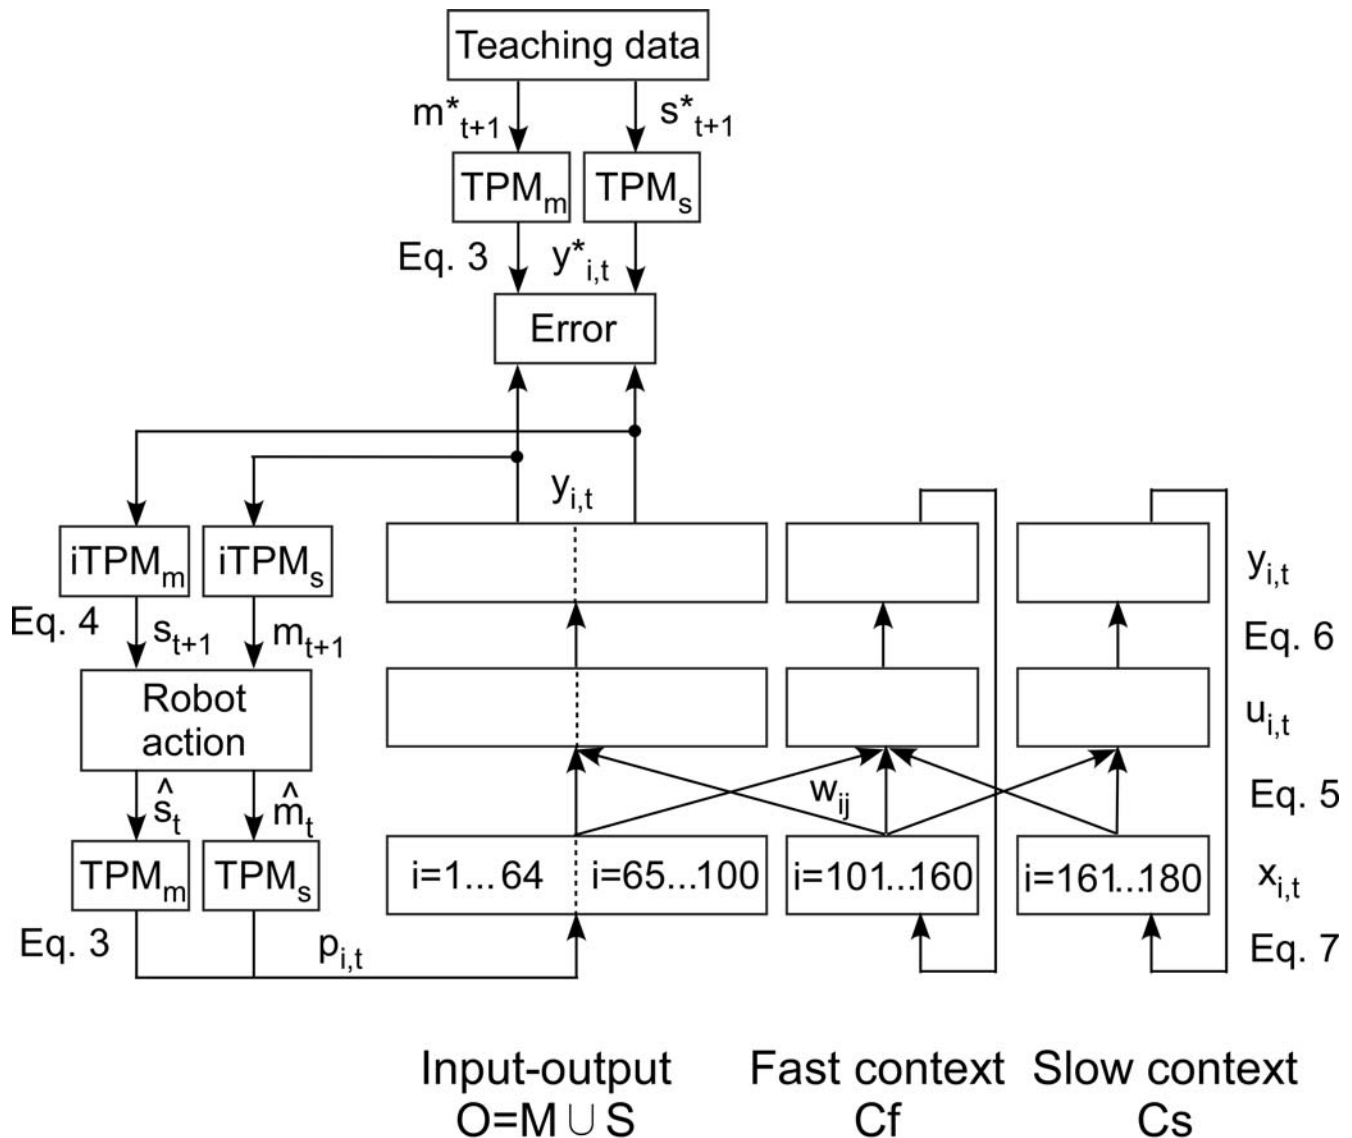 Teaching data
m*t+1 s*t+1
TPMm TPMs
Eq. 3 y*i,t
Error
yi,t
iTPMm iTPMs yi,t
Eq. 4 st+1 mt+1 Eq. 6
Robot
action
ui,t
ŝt m̂t wij Eq. 5
TPMm TPMs i=1...64 i=65...100 i=101...160 i=161...180 xi,t
Eq. 3 pi,t Eq. 7
Input-output Fast context Slow context
O=M∪S Cf Cs